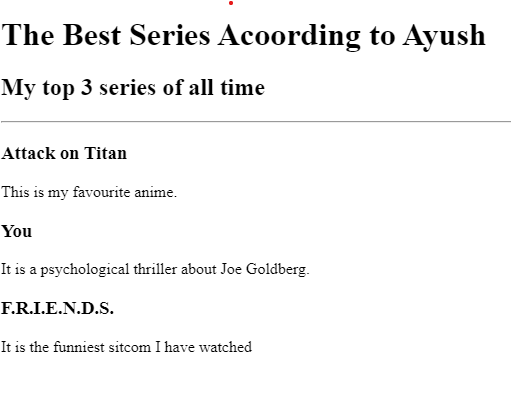 The Best Series Acoording to Ayush
My top 3 series of all time
Attack on Titan
This is my favourite anime.
You
It is a psychological thriller about Joe Goldberg.
F.R.I.E.N.D.S.
It is the funniest sitcom I have watched